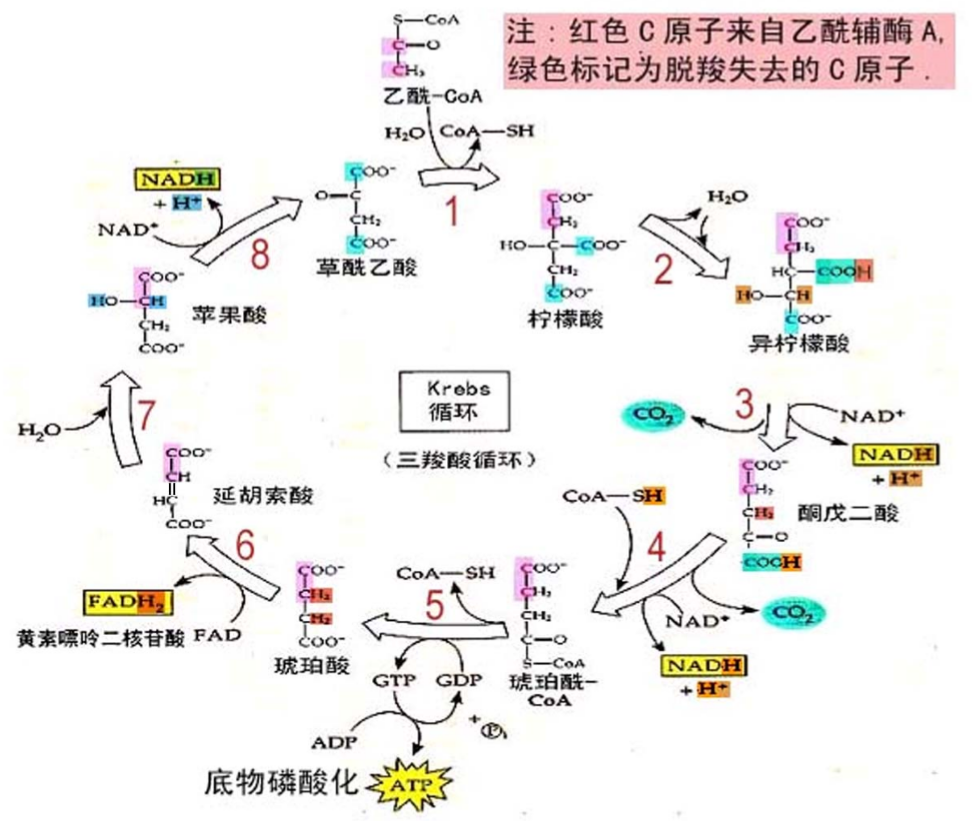 S—CoA
C—O
CH₃
乙酰-CoA
注：红色C原子来自乙酰辅酶A,
绿色标记为脱羧失去的C原子.
H₂O
CoA—SH
1
COO⁻
O—C
CH₂
COO⁻
草酰乙酸
COO⁻
CH₂
HO—C—COO⁻
CH₂
COO⁻
柠檬酸
2
H₂O
COO⁻
CH₂
HC—COOH
HO—CH
COO⁻
异柠檬酸
3
CO₂
NAD⁺
NADH
+ H⁺
COO⁻
CH₂
CH₂
C—O
COOH
酮戊二酸
4
CoA—SH
NAD⁺
CO₂
NADH
+ H⁺
COO⁻
CH₂
CH₂
C—O
S—CoA
琥珀酰-
CoA
5
CoA—SH
GTP
GDP
+ Pi
ADP
底物磷酸化
ATP
COO⁻
CH₂
CH₂
COO⁻
琥珀酸
6
FAD
FADH₂
黄素嘌呤二核苷酸
COO⁻
CH
HC
COO⁻
延胡索酸
7
H₂O
COO⁻
HO—CH
CH₂
COO⁻
苹果酸
8
NAD⁺
NADH
+ H⁺
Krebs
循环
(三羧酸循环)